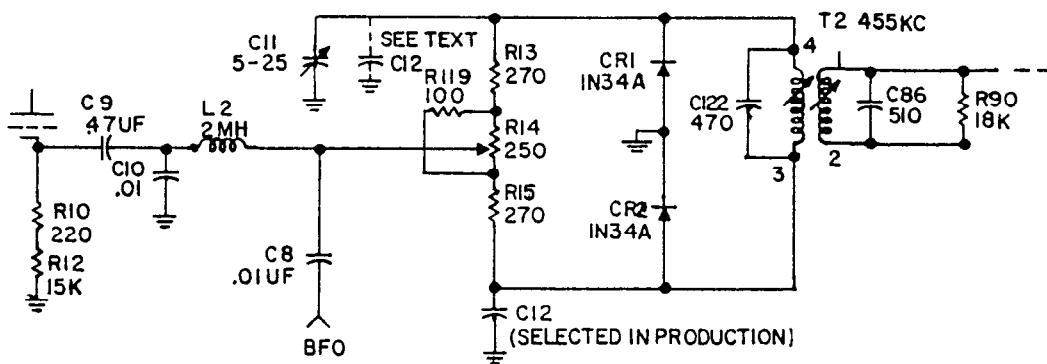 T2 455KC
4
SEE TEXT
C12
C11
5-25
R13
270
CR1
1N34A
R119
100
C9
.47UF
L2
2MH
C122
470
C86
510
R90
18K
R14
250
C10
.01
3
2
R15
270
CR2
1N34A
R10
220
R12
15K
C8
.01UF
C12
(SELECTED IN PRODUCTION)
BFO